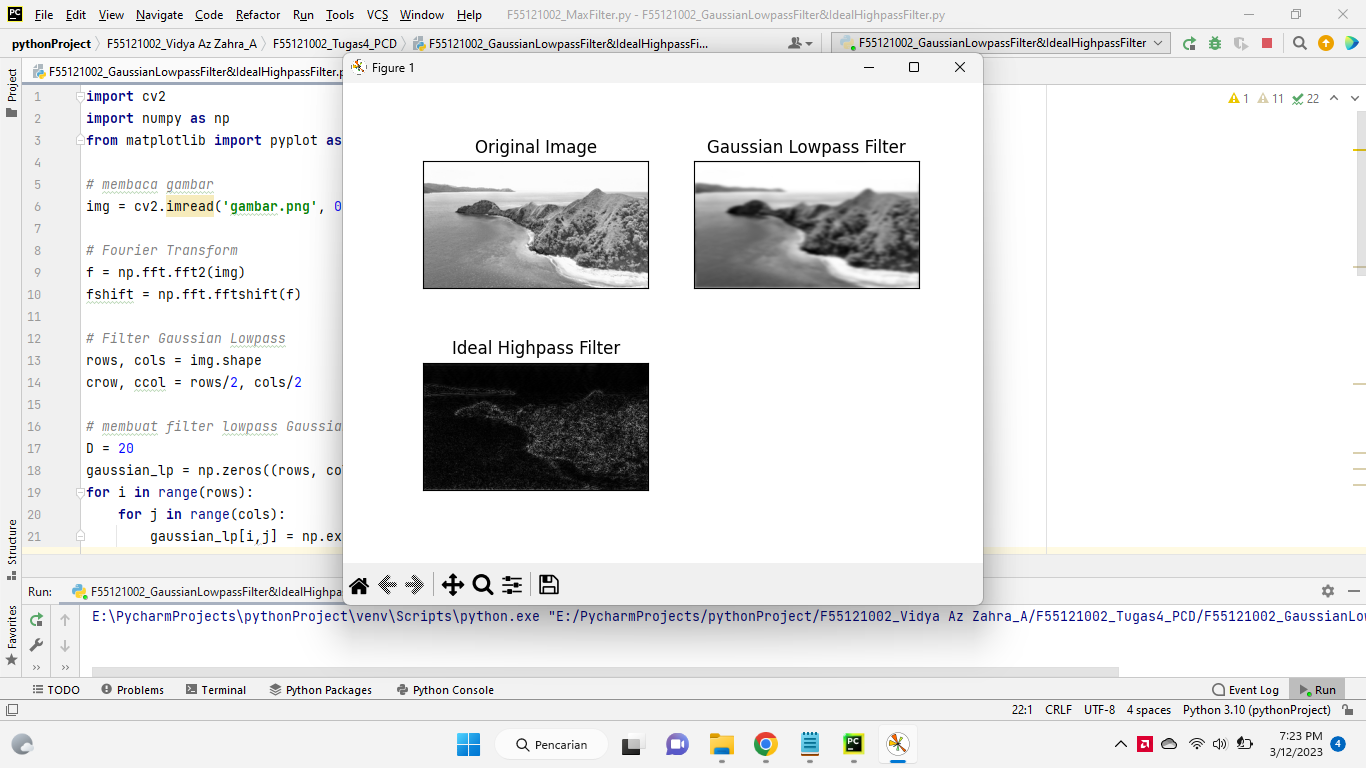 File Edit View Navigate Code Refactor Run Tools VCS Window Help F55121002_MaxFilter.py - F55121002_GaussianLowpassFilter&IdealHighpassFilter.py
pythonProject F55121002_Vidya Az Zahra_A F55121002_Tugas4_PCD F55121002_GaussianLowpassFilter&IdealHighpassFi... F55121002_GaussianLowpassFilter&IdealHighpassFilter
Project
F55121002_GaussianLowpassFilter&IdealHighpassFilter.p
Figure 1
1 import cv2
2 import numpy as np
3 from matplotlib import pyplot as
4
5 # membaca gambar
6 img = cv2.imread('gambar.png', 0
7
8 # Fourier Transform
9 f = np.fft.fft2(img)
10 fshift = np.fft.fftshift(f)
11
12 # Filter Gaussian Lowpass
13 rows, cols = img.shape
14 crow, ccol = rows/2, cols/2
15
16 # membuat filter lowpass Gaussia
17 D = 20
18 gaussian_lp = np.zeros((rows, co
19 for i in range(rows):
20 for j in range(cols):
21 gaussian_lp[i,j] = np.ex
1 11 22
Original Image
Gaussian Lowpass Filter
Ideal Highpass Filter
Structure
Favorites
Run: F55121002_GaussianLowpassFilter&IdealHighpa
E:\PycharmProjects\pythonProject\venv\Scripts\python.exe "E:/PycharmProjects/pythonProject/F55121002_Vidya Az Zahra_A/F55121002_Tugas4_PCD/F55121002_GaussianLow
TODO Problems Terminal Python Packages Python Console Event Log Run
22:1 CRLF UTF-8 4 spaces Python 3.10 (pythonProject)
Pencarian
7:23 PM
3/12/2023
4